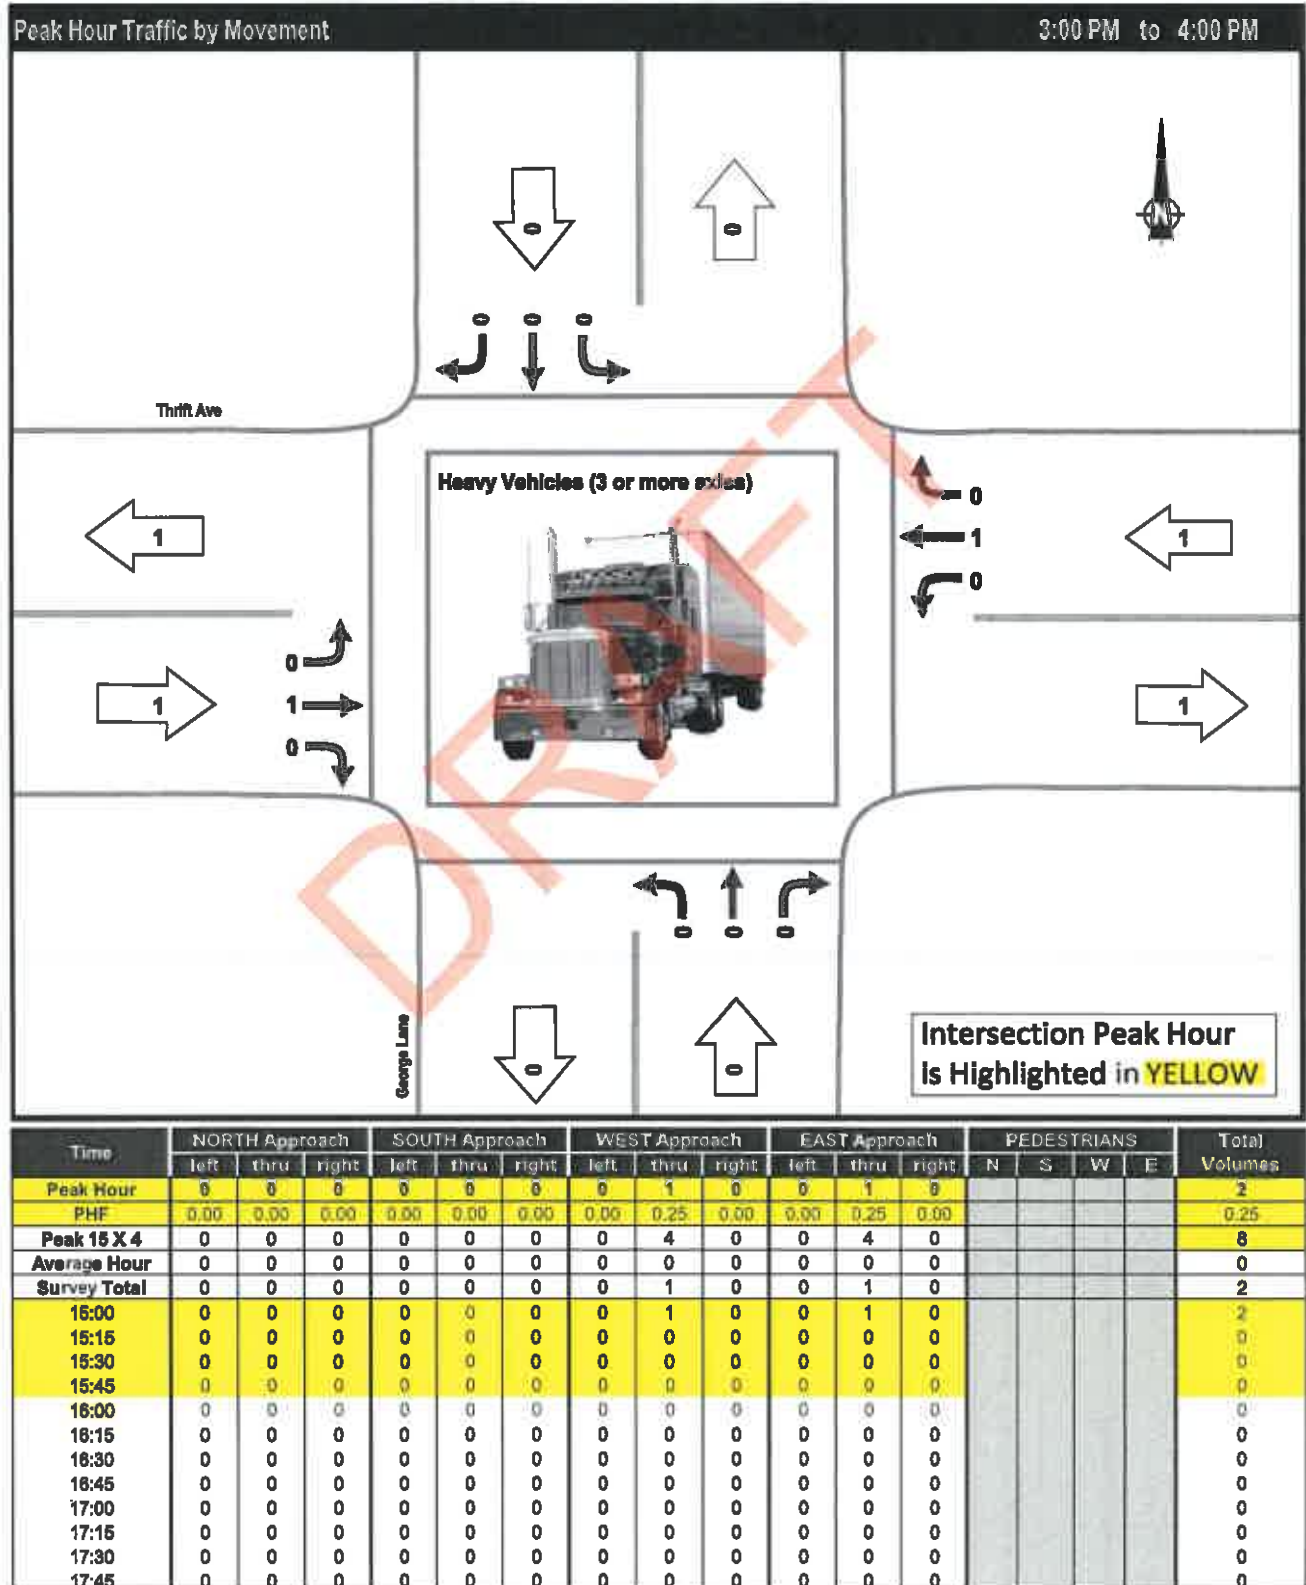 Peak Hour Traffic by Movement 3:00 PM to 4:00 PM
0 0
0 0 0
Thrift Ave
Heavy Vehicles (3 or more axles)
0
1 1 1
0
0
1 1 1
0
DRAFT
0 0 0
George Lane
0 0
Intersection Peak Hour
is Highlighted in YELLOW
Time NORTH Approach SOUTH Approach WEST Approach EAST Approach PEDESTRIANS Total
left thru right left thru right left thru right left thru right N S W E Volumes
Peak Hour 0 0 0 0 0 0 0 1 0 0 1 0 2
PHF 0.00 0.00 0.00 0.00 0.00 0.00 0.00 0.25 0.00 0.00 0.25 0.00 0.25
Peak 15 X 4 0 0 0 0 0 0 0 4 0 0 4 0 8
Average Hour 0 0 0 0 0 0 0 0 0 0 0 0 0
Survey Total 0 0 0 0 0 0 0 1 0 0 1 0 2
15:00 0 0 0 0 0 0 0 1 0 0 1 0 2
15:15 0 0 0 0 0 0 0 0 0 0 0 0 0
15:30 0 0 0 0 0 0 0 0 0 0 0 0 0
15:45 0 0 0 0 0 0 0 0 0 0 0 0 0
16:00 0 0 0 0 0 0 0 0 0 0 0 0 0
16:15 0 0 0 0 0 0 0 0 0 0 0 0 0
16:30 0 0 0 0 0 0 0 0 0 0 0 0 0
16:45 0 0 0 0 0 0 0 0 0 0 0 0 0
17:00 0 0 0 0 0 0 0 0 0 0 0 0 0
17:15 0 0 0 0 0 0 0 0 0 0 0 0 0
17:30 0 0 0 0 0 0 0 0 0 0 0 0 0
17:45 0 0 0 0 0 0 0 0 0 0 0 0 0